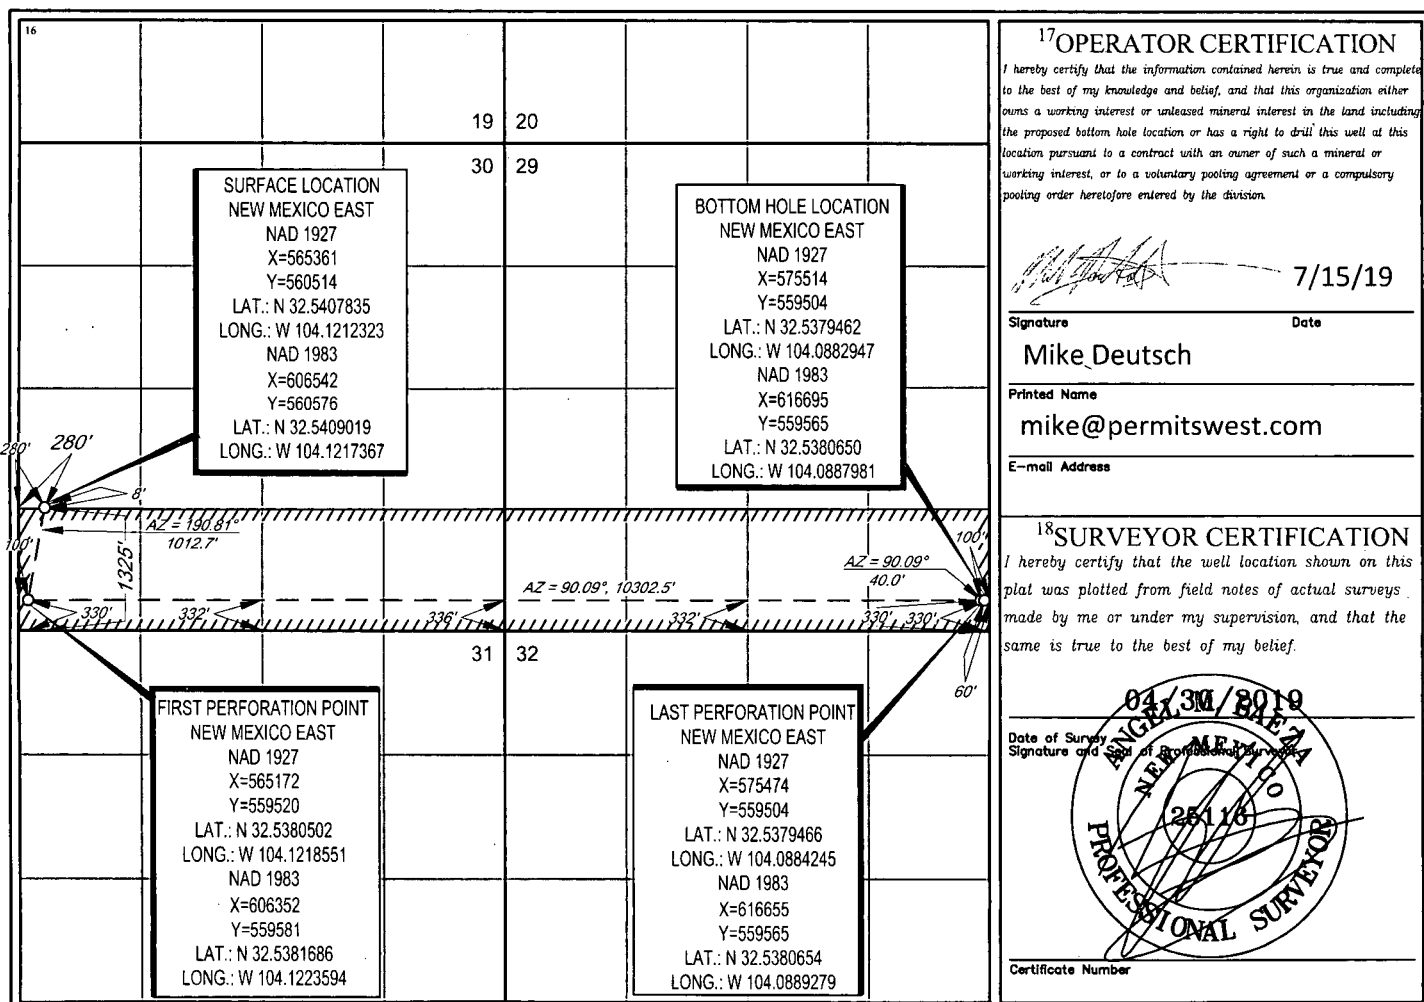 16
19 20
30 29
SURFACE LOCATION
NEW MEXICO EAST
NAD 1927
X=565361
Y=560514
LAT.: N 32.5407835
LONG.: W 104.1212323
NAD 1983
X=606542
Y=560576
LAT.: N 32.5409019
LONG.: W 104.1217367
BOTTOM HOLE LOCATION
NEW MEXICO EAST
NAD 1927
X=575514
Y=559504
LAT.: N 32.5379462
LONG.: W 104.0882947
NAD 1983
X=616695
Y=559565
LAT.: N 32.5380650
LONG.: W 104.0887981
280' 280'
8'
AZ = 190.81°
1012.7'
100'
1325'
100'
AZ = 90.09°
40.0'
AZ = 90.09°, 10302.5'
330' 332' 336' 332' 330' 330'
31 32
60'
FIRST PERFORATION POINT
NEW MEXICO EAST
NAD 1927
X=565172
Y=559520
LAT.: N 32.5380502
LONG.: W 104.1218551
NAD 1983
X=606352
Y=559581
LAT.: N 32.5381686
LONG.: W 104.1223594
LAST PERFORATION POINT
NEW MEXICO EAST
NAD 1927
X=575474
Y=559504
LAT.: N 32.5379466
LONG.: W 104.0884245
NAD 1983
X=616655
Y=559565
LAT.: N 32.5380654
LONG.: W 104.0889279
17 OPERATOR CERTIFICATION
I hereby certify that the information contained herein is true and complete
to the best of my knowledge and belief, and that this organization either
owns a working interest or unleased mineral interest in the land including
the proposed bottom hole location or has a right to drill this well at this
location pursuant to a contract with an owner of such a mineral or
working interest, or to a voluntary pooling agreement or a compulsory
pooling order heretofore entered by the division.
7/15/19
Signature Date
Mike Deutsch
Printed Name
mike@permitswest.com
E-mail Address
18 SURVEYOR CERTIFICATION
I hereby certify that the well location shown on this
plat was plotted from field notes of actual surveys
made by me or under my supervision, and that the
same is true to the best of my belief.
04/30/2019
Date of Survey
Signature and Seal of Professional Surveyor:
ANGEL M. BAEZA
NEW MEXICO
25116
PROFESSIONAL SURVEYOR
Certificate Number